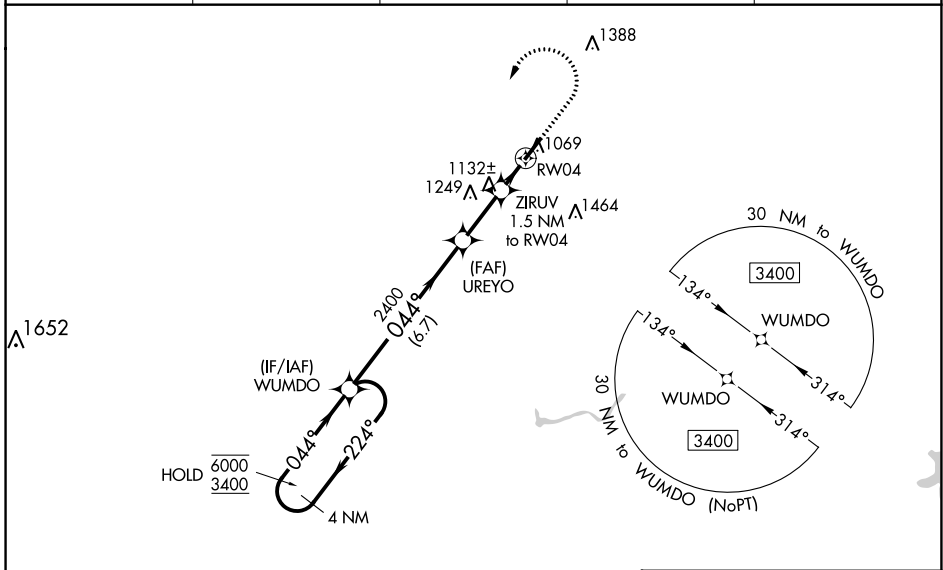 1388
1069
RW04
1132±
1249
ZIRUV
1.5 NM
to RW04
1464
(FAF)
UREYO
2400
044°
(6.7)
1652
(IF/IAF)
WUMDO
044°
224°
HOLD
6000
3400
4 NM
30 NM to WUMDO
3400
134°
WUMDO
314°
134°
WUMDO
314°
3400
30 NM to WUMDO (NoPT)